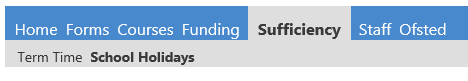 Home Forms Courses Funding Sufficiency Staff Ofsted
Term Time School Holidays